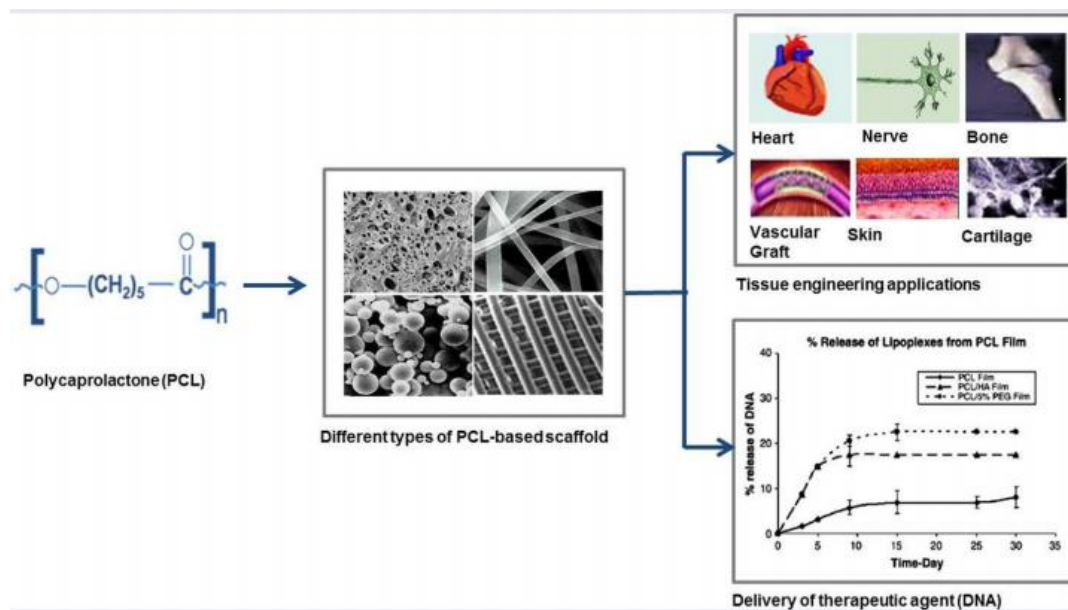 O
[ O (CH2)5 C ] n
Polycaprolactone (PCL)
Different types of PCL-based scaffold
Heart Nerve Bone
Vascular Graft Skin Cartilage
Tissue engineering applications
% Release of Lipoplexes from PCL Film
PCL Film
PCL/HA Film
PCL/5% PEG Film
% release of DNA
40
30
20
10
0
0 5 10 15 20 25 30 35
Time-Day
Delivery of therapeutic agent (DNA)